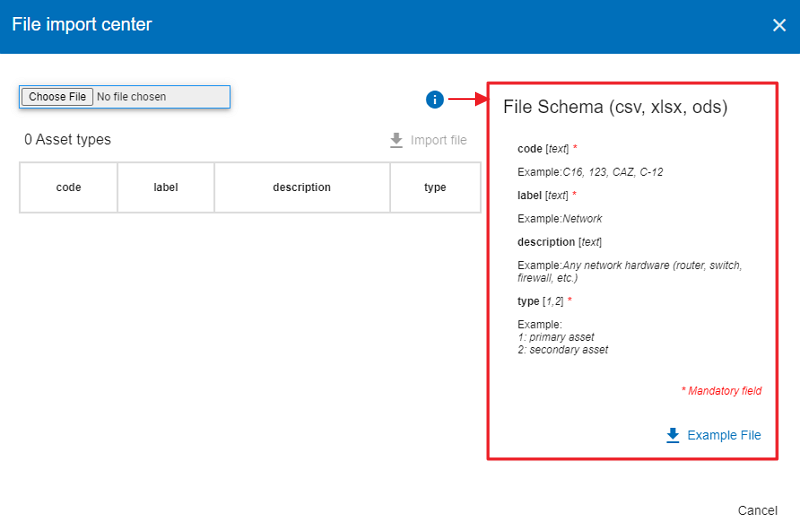 File import center
Choose File No file chosen
0 Asset types
Import file
code label description type
File Schema (csv, xlsx, ods)
code [text] *
Example:C16, 123, CAZ, C-12
label [text] *
Example:Network
description [text]
Example:Any network hardware (router, switch,
firewall, etc.)
type [1,2] *
Example:
1: primary asset
2: secondary asset
* Mandatory field
Example File
Cancel